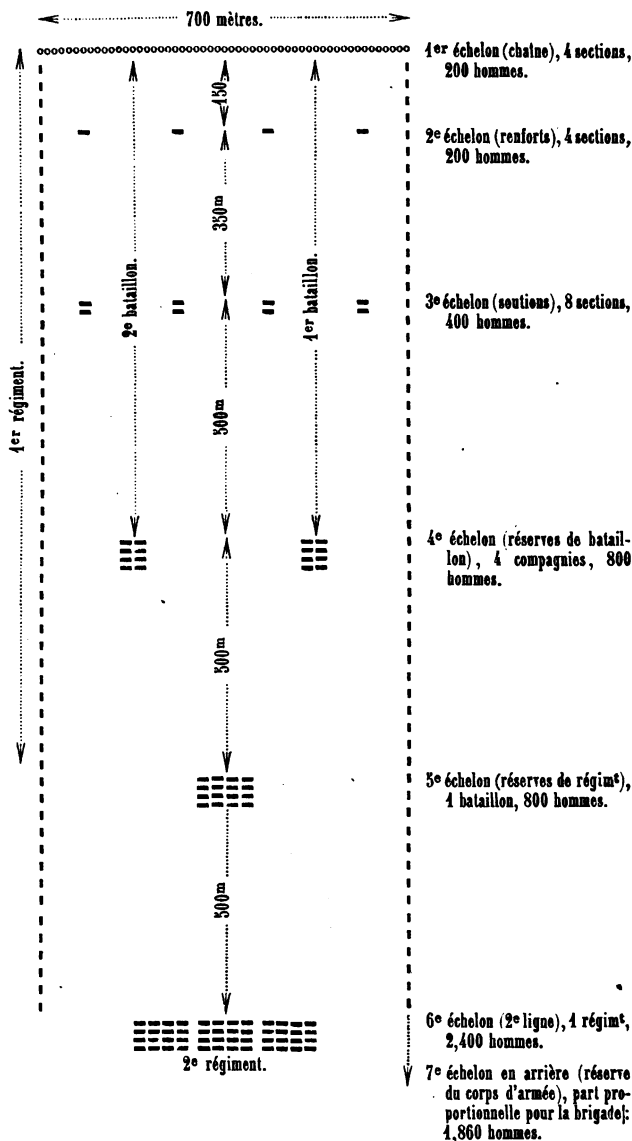 700 mètres.
1er échelon (chaîne), 4 sections,
200 hommes.
150
2e échelon (renforts), 4 sections,
200 hommes.
350m
2e bataillon.
1er bataillon.
3e échelon (soutiens), 8 sections,
400 hommes.
1er régiment.
500m
4e échelon (réserves de batail-
lon), 4 compagnies, 800
hommes.
500m
5e échelon (réserves de régimt),
1 bataillon, 800 hommes.
500m
6e échelon (2e ligne), 1 régimt,
2,400 hommes.
2e régiment.
7e échelon en arrière (réserve
du corps d'armée), part pro-
portionnelle pour la brigade):
1,860 hommes.